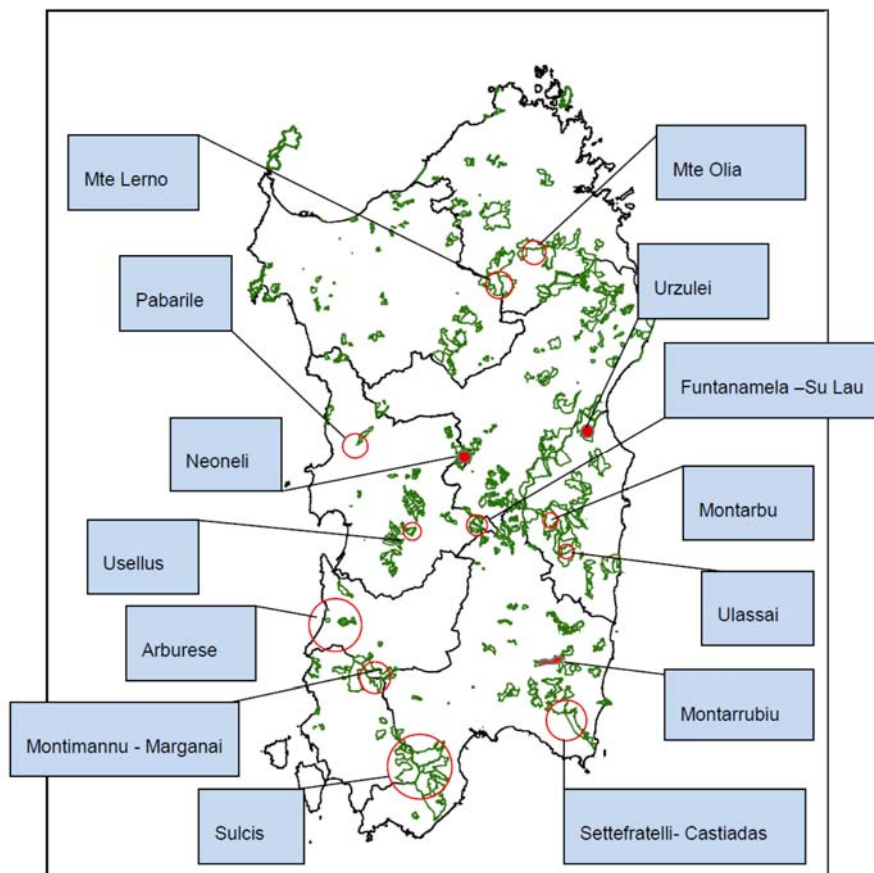 Mte Lerno
Mte Olia
Pabarile
Urzulei
Funtanamela –Su Lau
Neoneli
Montarbu
Usellus
Ulassai
Arburese
Montarrubiu
Montimannu - Marganai
Sulcis
Settefratelli- Castiadas